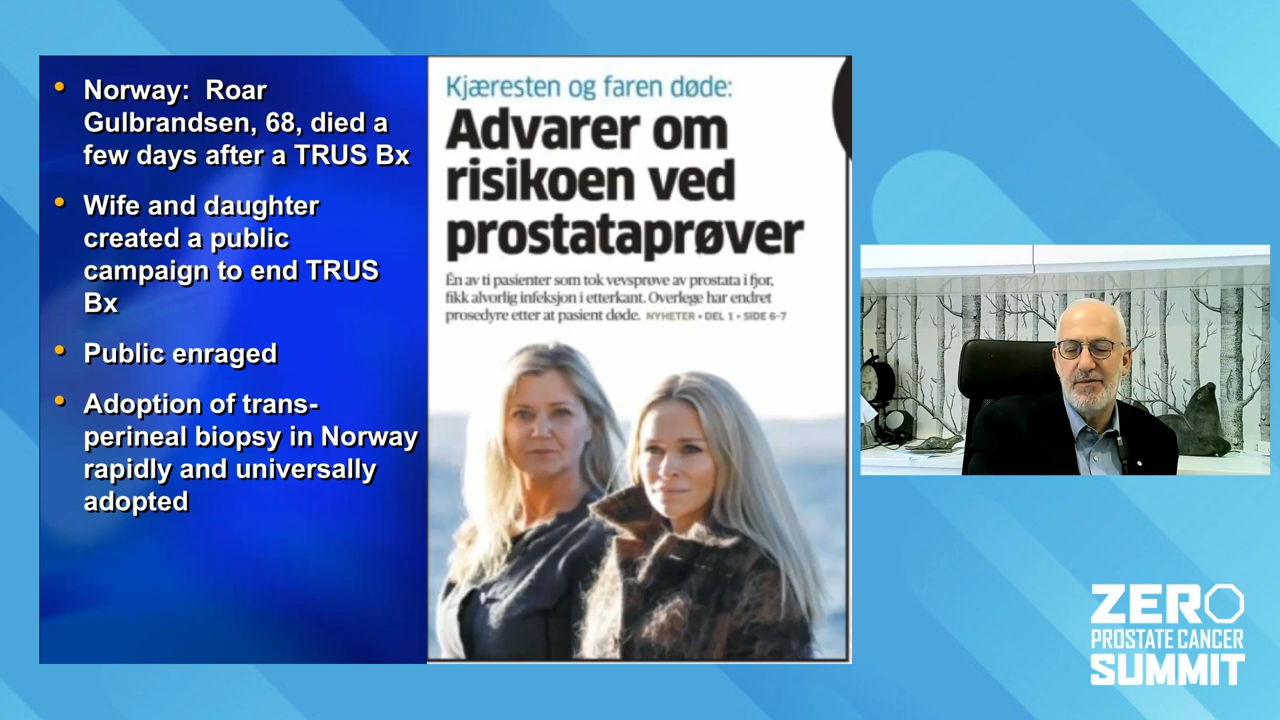 • Norway: Roar
Gulbrandsen, 68, died a
few days after a TRUS Bx
• Wife and daughter
created a public
campaign to end TRUS
Bx
• Public enraged
• Adoption of trans-
perineal biopsy in Norway
rapidly and universally
adopted
Kjæresten og faren døde:
Advarer om
risikoen ved
prostataprøver
Én av ti pasienter som tok vevsprøve av prostata i fjor,
fikk alvorlig infeksjon i etterkant. Overlege har endret
prosedyre etter at pasient døde. NYHETER • DEL 1 • SIDE 6-7
ZERO
PROSTATE CANCER
SUMMIT